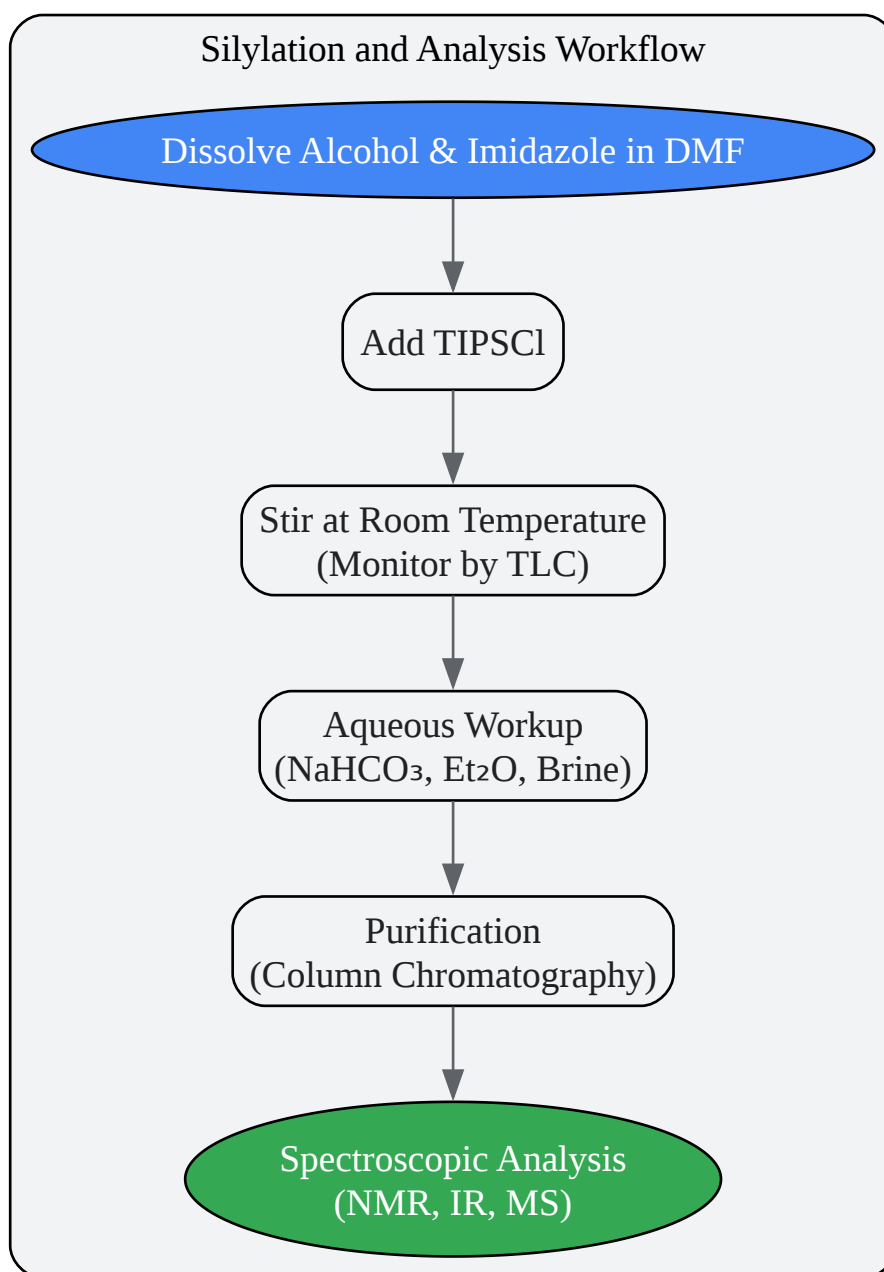 Silylation and Analysis Workflow
Dissolve Alcohol & Imidazole in DMF
Add TIPSCl
Stir at Room Temperature
(Monitor by TLC)
Aqueous Workup
(NaHCO₃, Et₂O, Brine)
Purification
(Column Chromatography)
Spectroscopic Analysis
(NMR, IR, MS)